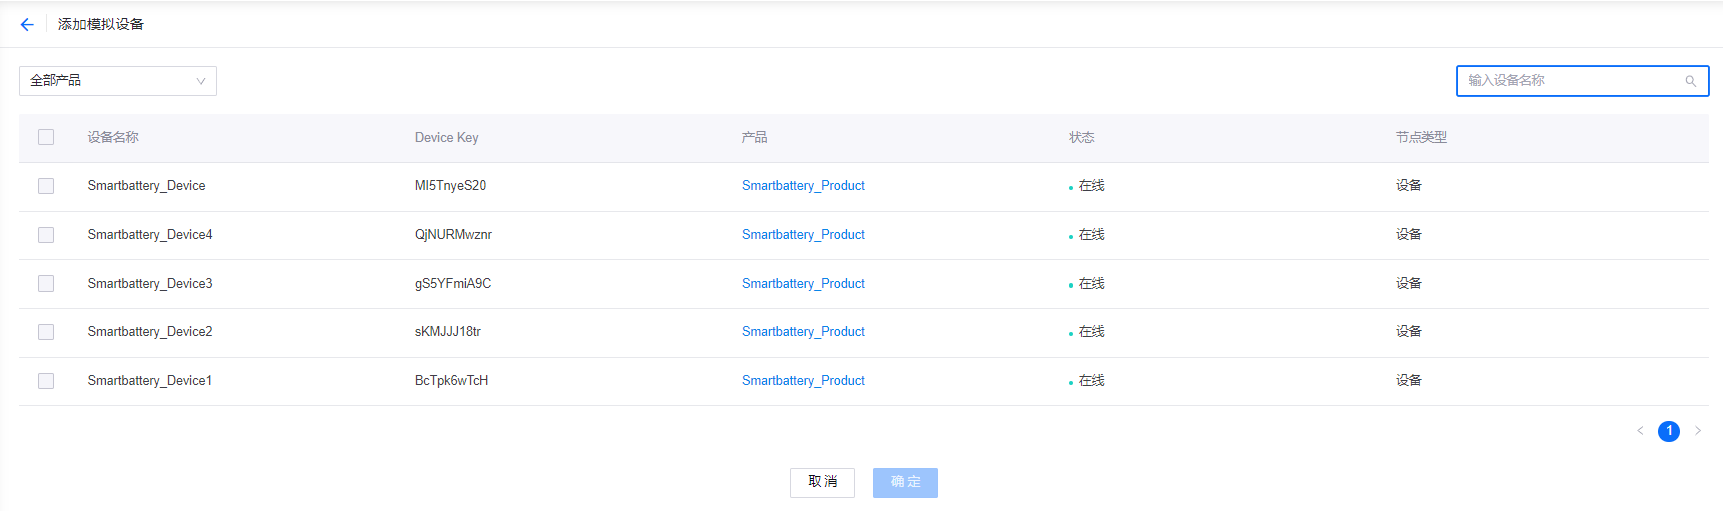 添加模拟设备
全部产品
输入设备名称
设备名称 Device Key 产品 状态 节点类型
Smartbattery_Device MI5TnyeS20 Smartbattery_Product 在线 设备
Smartbattery_Device4 QjNURMwznr Smartbattery_Product 在线 设备
Smartbattery_Device3 gS5YFmiA9C Smartbattery_Product 在线 设备
Smartbattery_Device2 sKMJJJ18tr Smartbattery_Product 在线 设备
Smartbattery_Device1 BcTpk6wTcH Smartbattery_Product 在线 设备
1
取消 确定